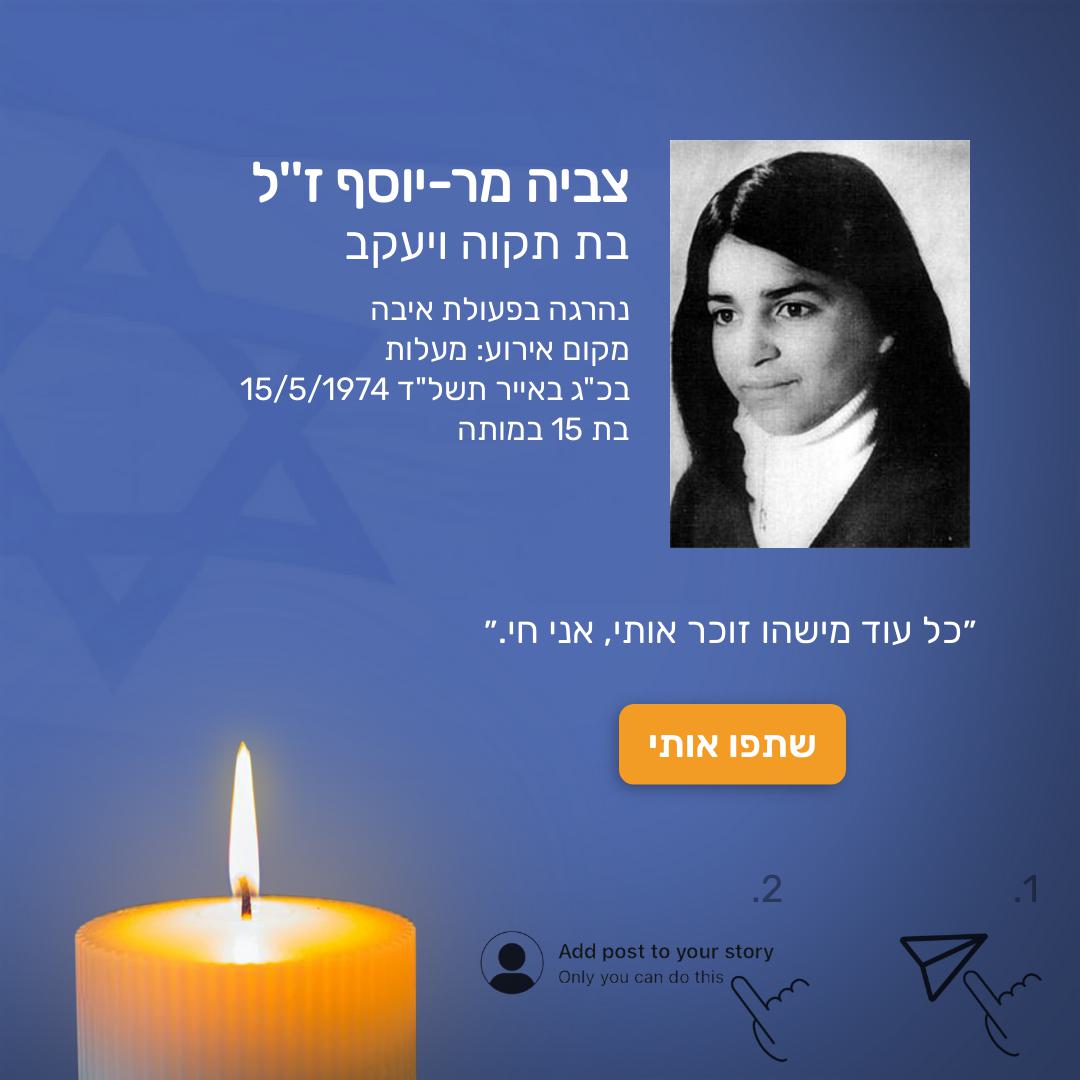 צביה מר-יוסף ז"ל
בת תקוה ויעקב
נהרגה בפעולת איבה
מקום אירוע: מעלות
בכ"ג באייר תשל"ד 15/5/1974
בת 15 במותה
״כל עוד מישהו זוכר אותי, אני חי.״
שתפו אותי
.1
.2
Add post to your story
Only you can do this